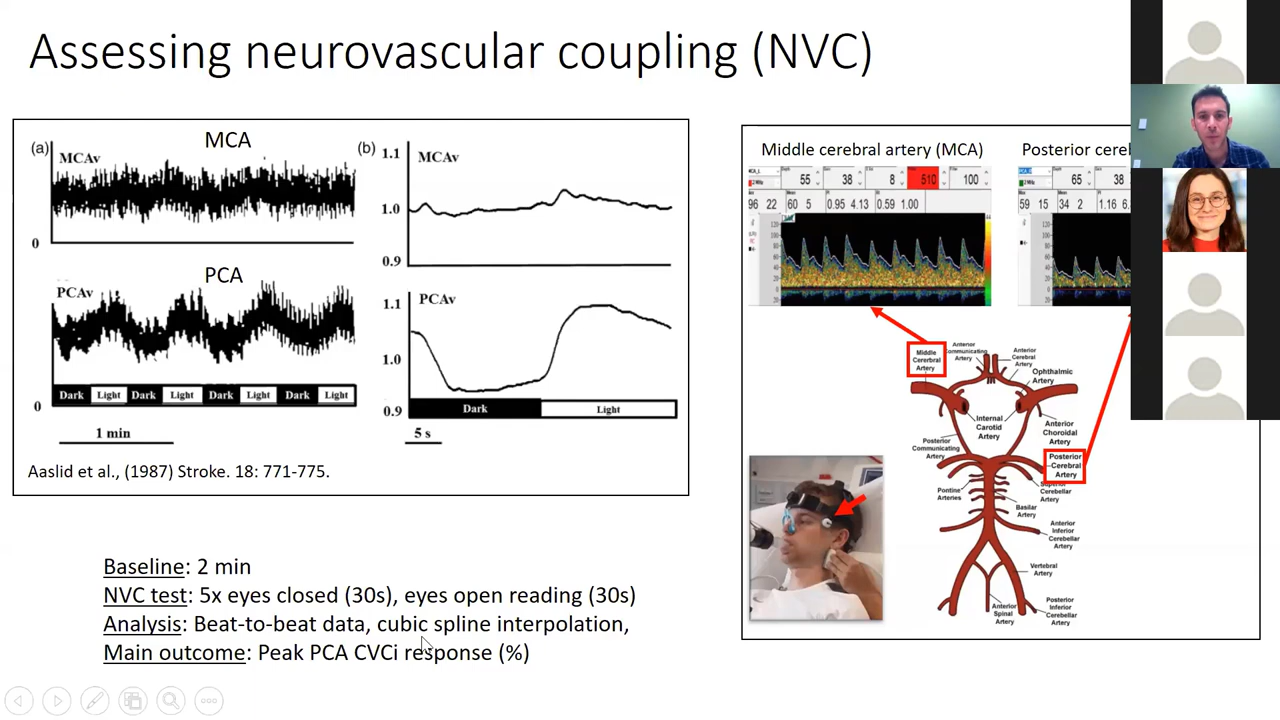 Assessing neurovascular coupling (NVC)
(a)
MCA
MCAv
0
PCA
PCAv
Dark Light Dark Light Dark Light Dark Light
0
1 min
(b)
1.1
MCAv
1.0
0.9
1.1
PCAv
1.0
0.9
Dark Light
5 s
Aaslid et al., (1987) Stroke. 18: 771-775.
Baseline: 2 min
NVC test: 5x eyes closed (30s), eyes open reading (30s)
Analysis: Beat-to-beat data, cubic spline interpolation,
Main outcome: Peak PCA CVCi response (%)
Middle cerebral artery (MCA)
55 38 8 510 100
96 22 60 5 0.95 4.13 0.59 1.00
Posterior
65 38
59 15 34 2 1.16
Middle
Cererbral
Artery
Anterior
Communicating
Artery
Anterior
Cerebral
Artery
Ophthalmic
Artery
Internal
Carotid
Artery
Anterior
Choroidal
Artery
Posterior
Communicating
Artery
Posterior
Cerebral
Artery
Superior
Cerebellar
Artery
Pontine
Arteries
Basilar
Artery
Anterior
Inferior
Cerebellar
Artery
Vertebral
Artery
Anterior
Spinal
Artery
Posterior
Inferior
Cerebellar
Artery